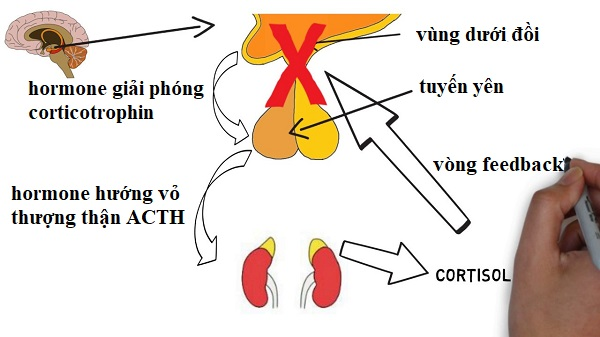 vùng dưới đồi
hormone giải phóng
corticotrophin
tuyến yên
vòng feedback
hormone hướng vỏ
thượng thận ACTH
CORTISOL